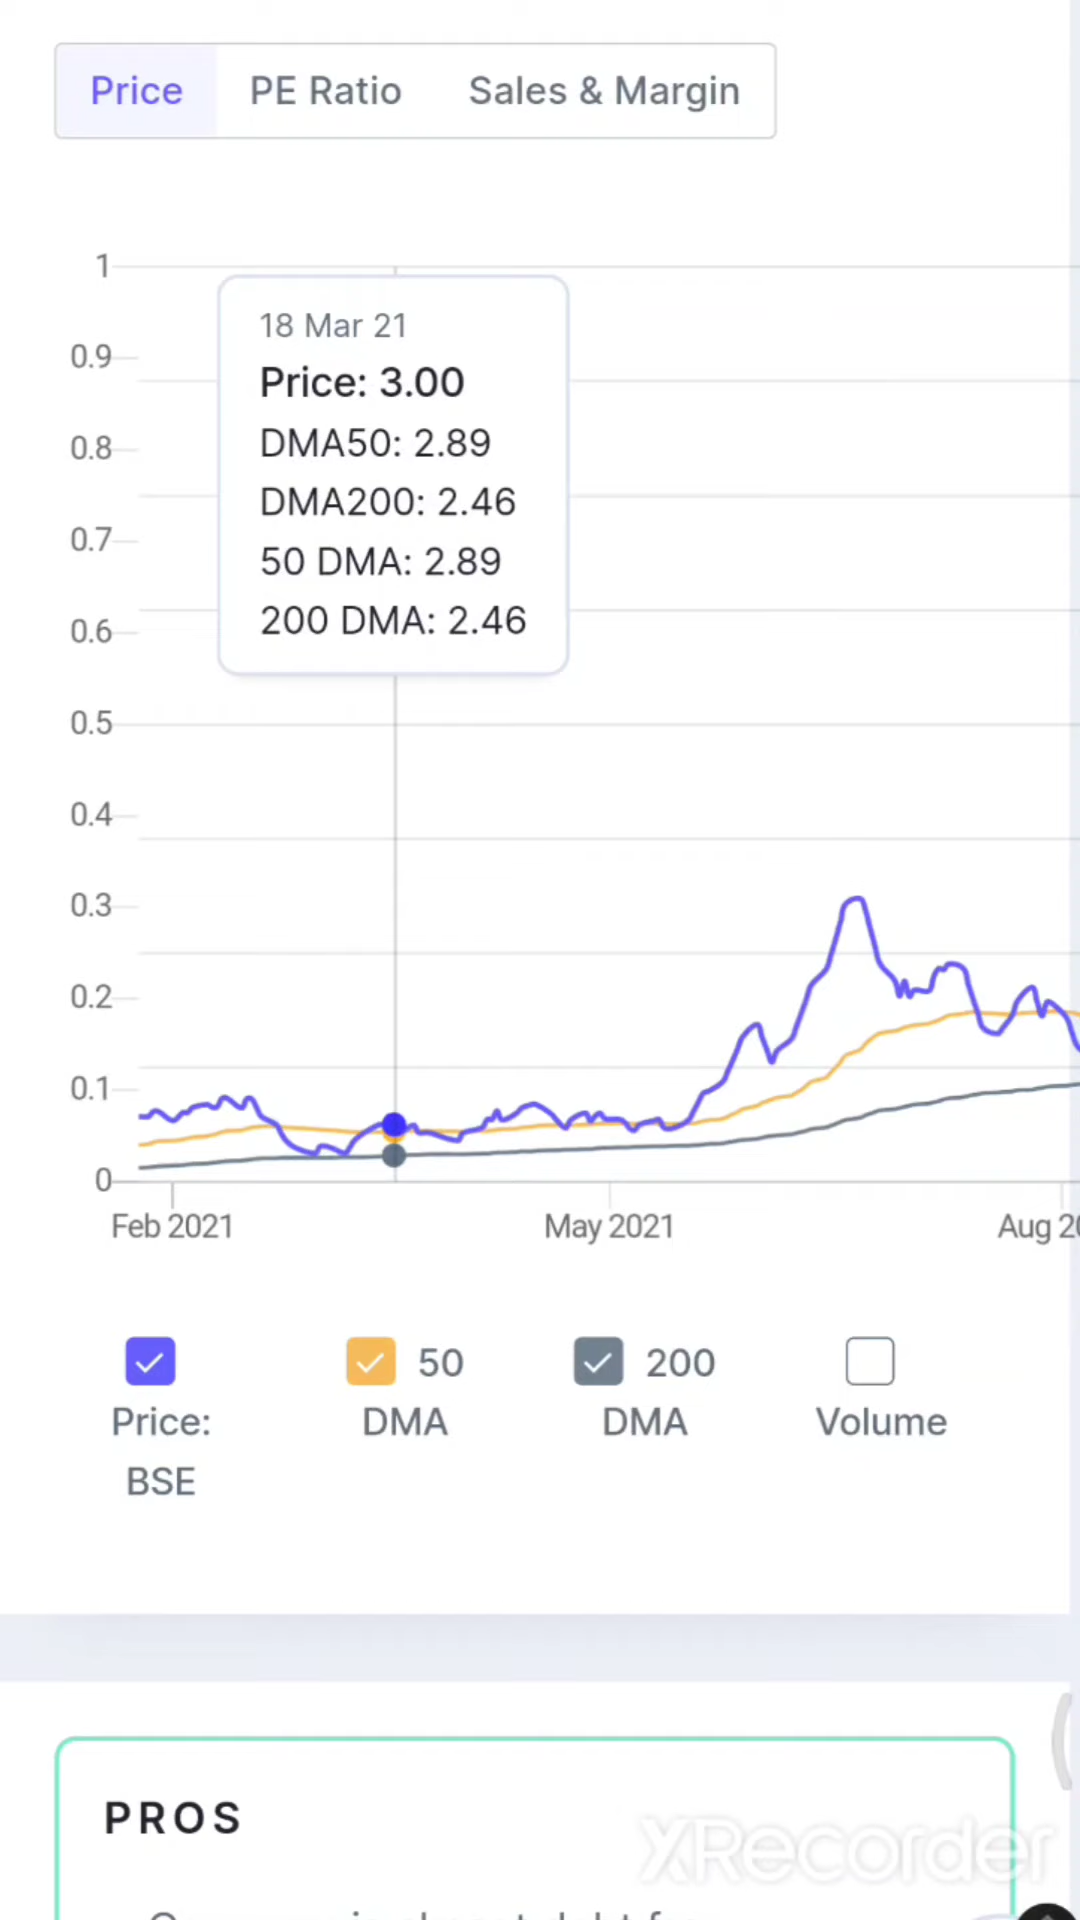 Price PE Ratio Sales & Margin
1
18 Mar 21
0.9
Price: 3.00
DMA50: 2.89
0.8
DMA200: 2.46
0.7
50 DMA: 2.89
200 DMA: 2.46
0.6
0.5
0.4
0.3
0.2
0.1
0
Feb 2021 May 2021 Aug 20
50 200
Price: DMA DMA Volume
BSE
PROS
XRecorder